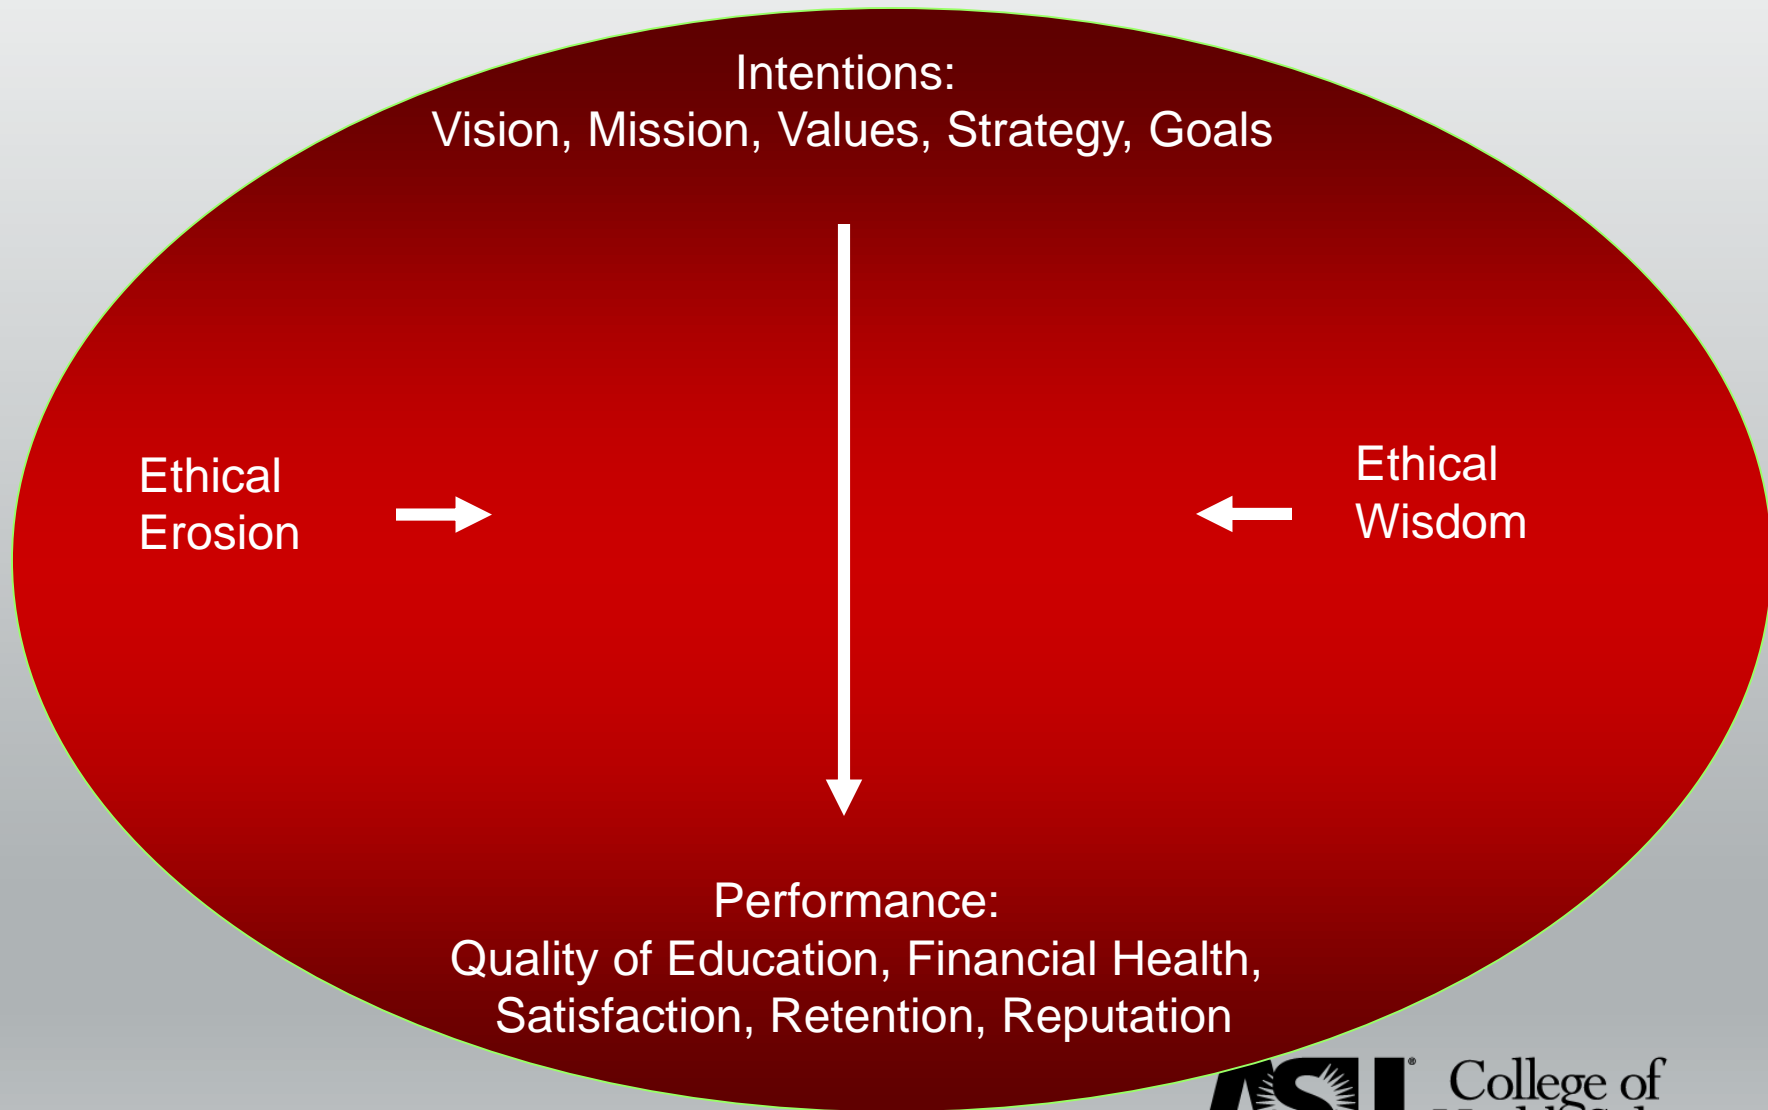 Intentions:
Vision, Mission, Values, Strategy, Goals
Ethical
Erosion
Ethical
Wisdom
Performance:
Quality of Education, Financial Health,
Satisfaction, Retention, Reputation
ASU®
College of